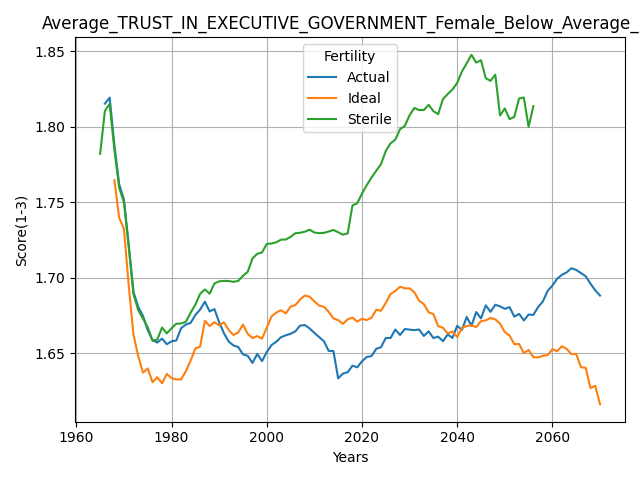 Average_TRUST_IN_EXECUTIVE_GOVERNMENT_Female_Below_Average_
Fertility
Actual
Ideal
Sterile
Score(1-3)
1.85
1.80
1.75
1.70
1.65
1960 1980 2000 2020 2040 2060
Years